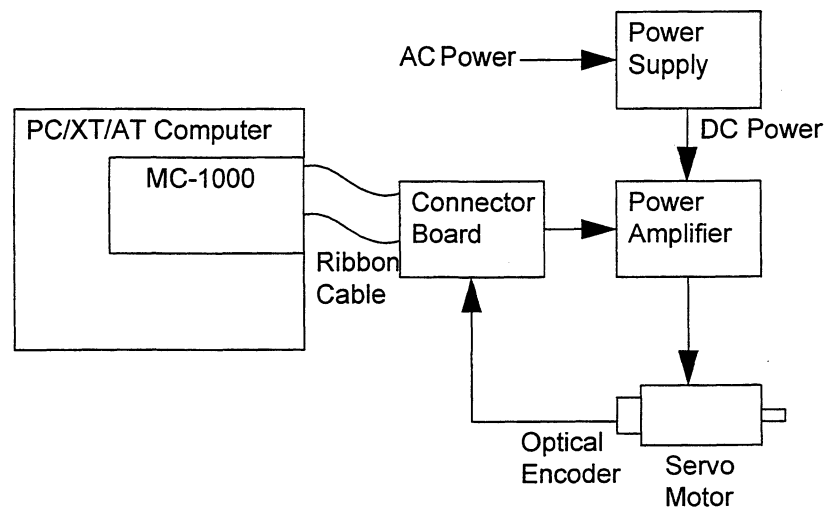 Power
Supply
AC Power
DC Power
PC/XT/AT Computer
MC-1000
Ribbon
Cable
Connector
Board
Power
Amplifier
Optical
Encoder
Servo
Motor